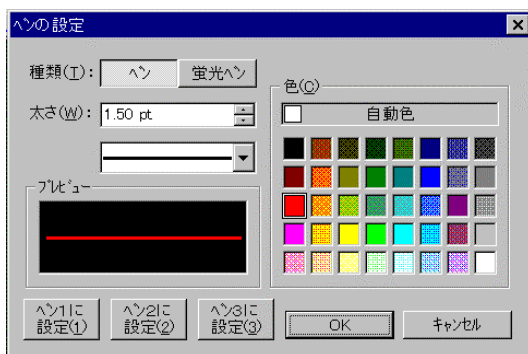 ﾍﾟﾝの設定
種類(T)：
ﾍﾟﾝ
蛍光ﾍﾟﾝ
太さ(W)：
1.50 pt
色(C)
自動色
ﾌﾟﾚﾋﾞｭｰ
ﾍﾟﾝ1に
設定(1)
ﾍﾟﾝ2に
設定(2)
ﾍﾟﾝ3に
設定(3)
OK
ｷｬﾝｾﾙ